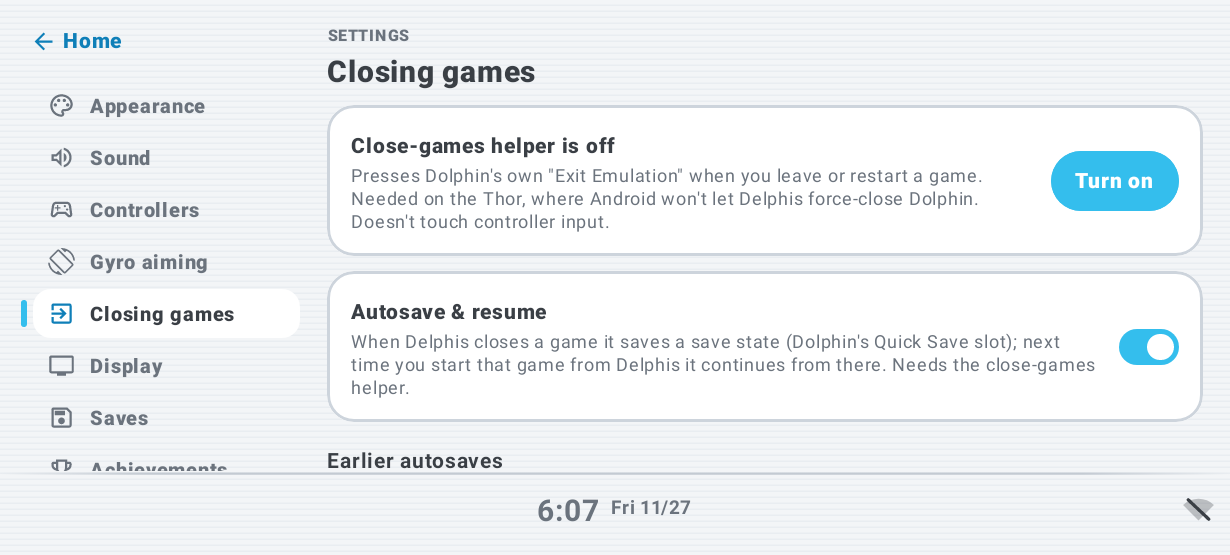 Home
Appearance
Sound
Controllers
Gyro aiming
Closing games
Display
Saves
Achievements
SETTINGS
Closing games
Close-games helper is off
Presses Dolphin's own "Exit Emulation" when you leave or restart a game.
Needed on the Thor, where Android won't let Delphis force-close Dolphin.
Doesn't touch controller input.
Turn on
Autosave & resume
When Delphis closes a game it saves a save state (Dolphin's Quick Save slot); next
time you start that game from Delphis it continues from there. Needs the close-games
helper.
Earlier autosaves
6:07 Fri 11/27